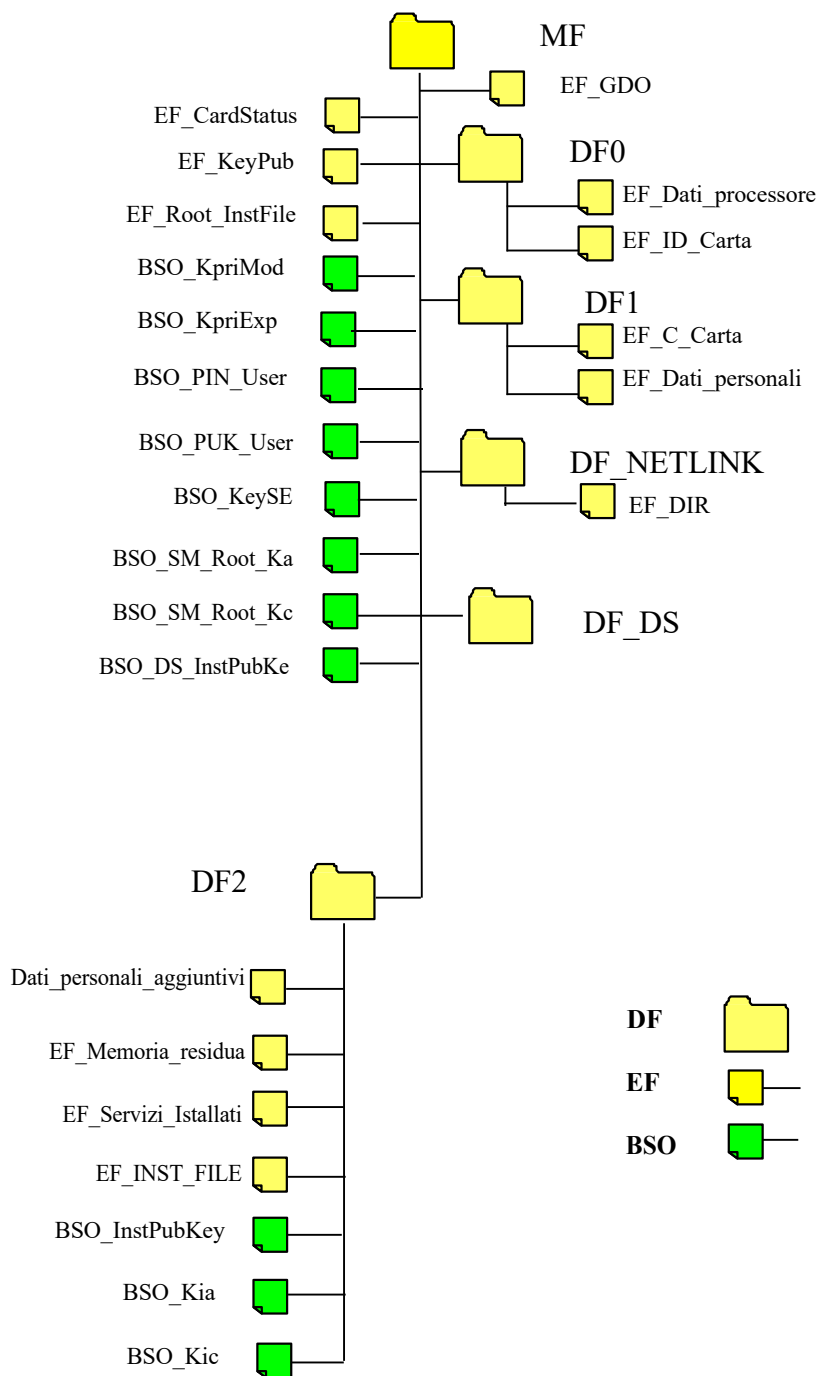 MF
EF_GDO
EF_CardStatus
EF_KeyPub
DF0
EF_Dati_processore
EF_Root_InstFile
EF_ID_Carta
BSO_KpriMod
DF1
BSO_KpriExp
EF_C_Carta
BSO_PIN_User
EF_Dati_personali
BSO_PUK_User
DF_NETLINK
BSO_KeySE
EF_DIR
BSO_SM_Root_Ka
BSO_SM_Root_Kc
DF_DS
BSO_DS_InstPubKe
DF2
Dati_personali_aggiuntivi
EF_Memoria_residua
EF_Servizi_Istallati
EF_INST_FILE
BSO_InstPubKey
BSO_Kia
BSO_Kic
DF
EF
BSO